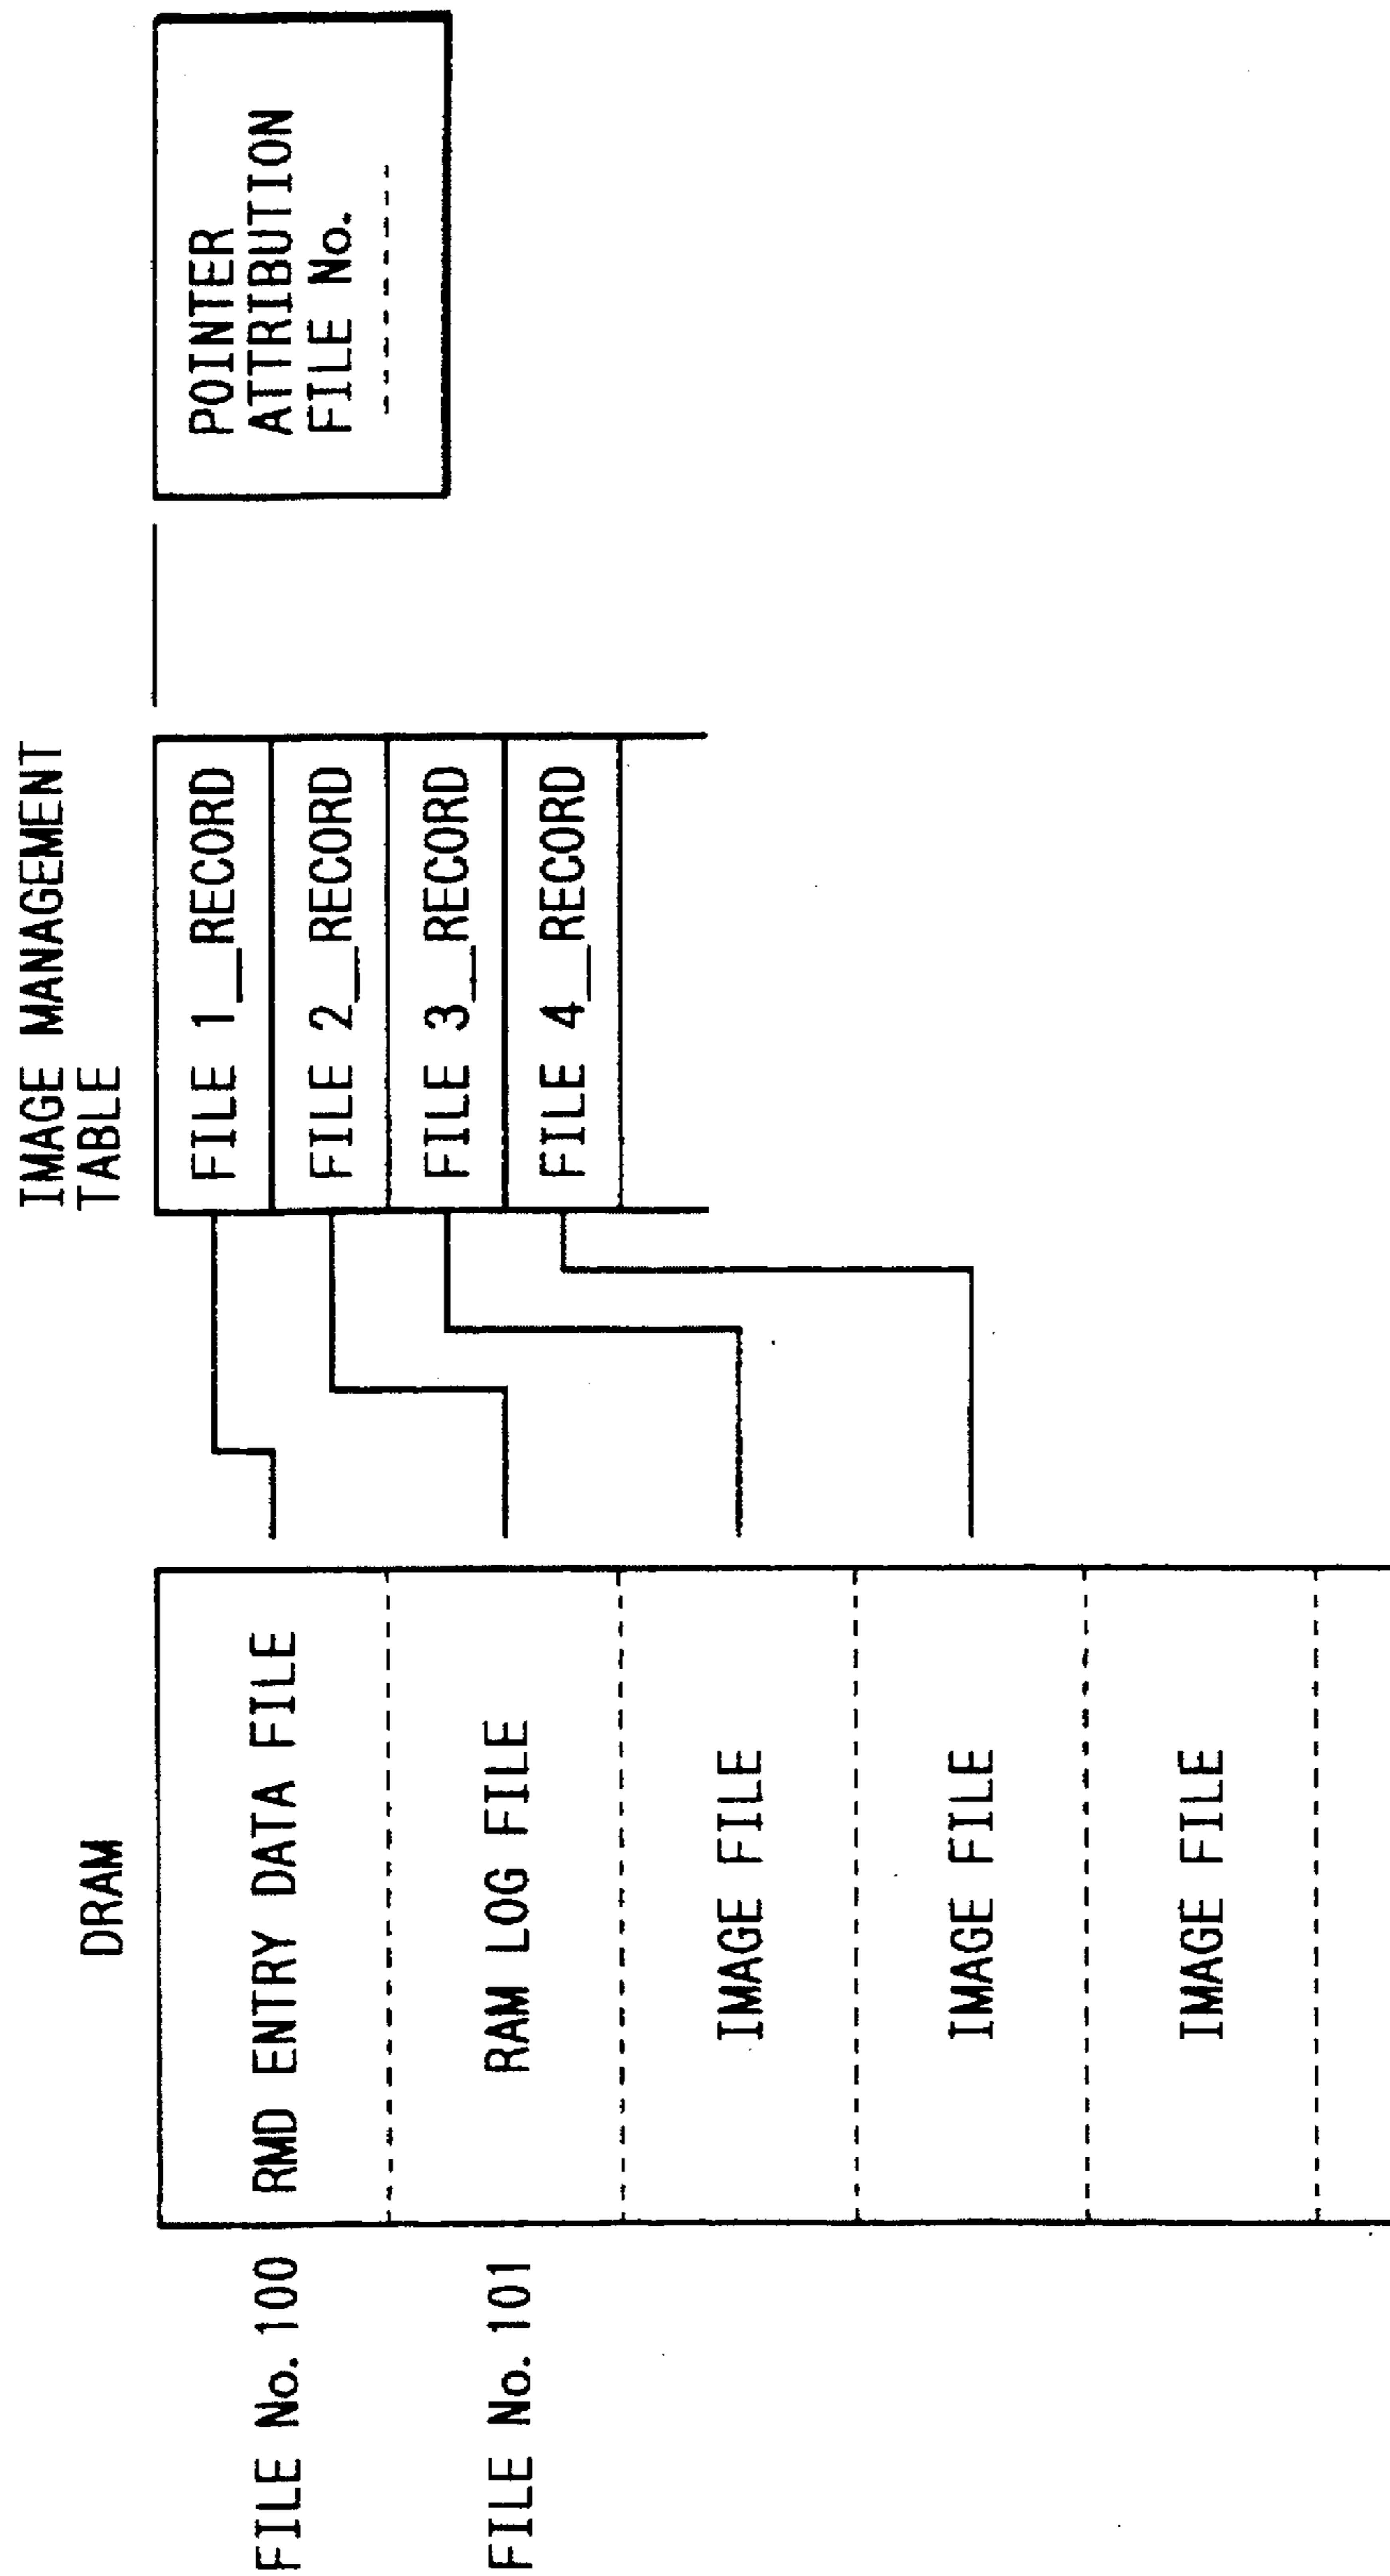 DRAM
FILE No. 100
RMD ENTRY DATA FILE
FILE No. 101
RAM LOG FILE
IMAGE FILE
IMAGE FILE
IMAGE FILE
IMAGE MANAGEMENT
TABLE
FILE 1_RECORD
FILE 2_RECORD
FILE 3_RECORD
FILE 4_RECORD
POINTER
ATTRIBUTION
FILE No.